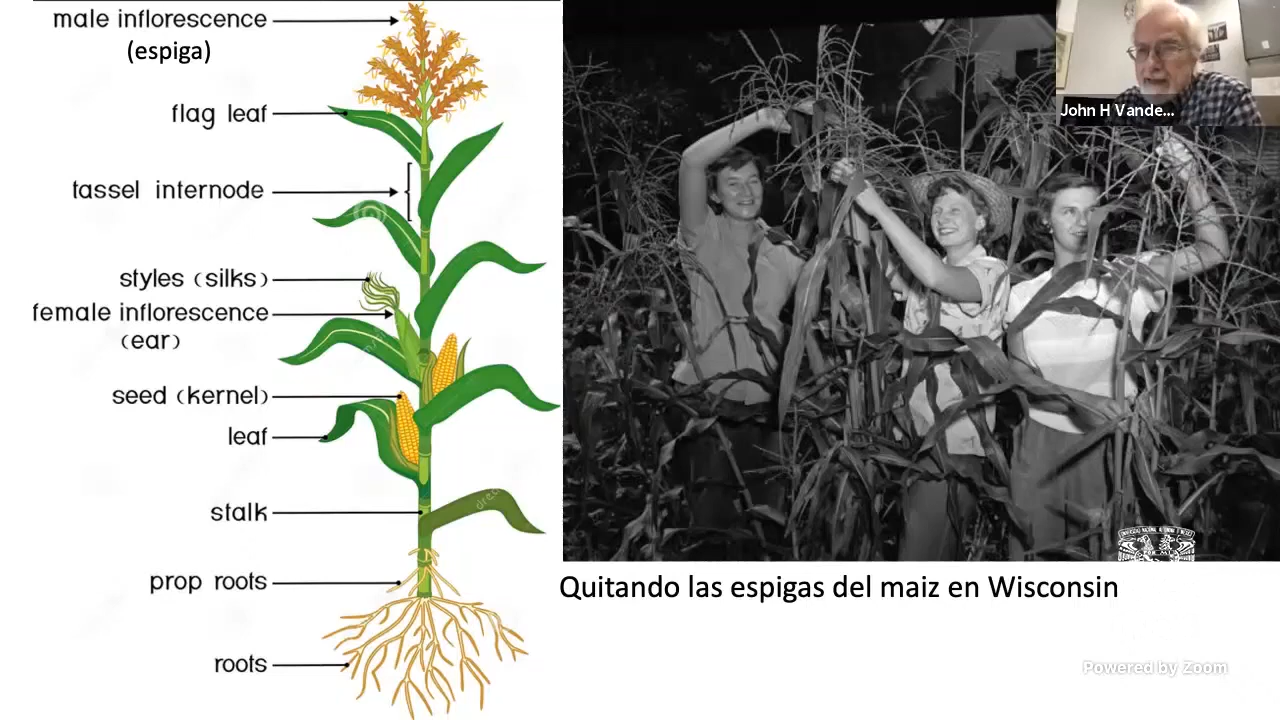 male inflorescence
(espiga)
flag leaf
tassel internode
styles (silks)
female inflorescence
(ear)
seed (kernel)
leaf
stalk
prop roots
roots
John H Vande...
Quitando las espigas del maiz en Wisconsin
Powered by Zoom